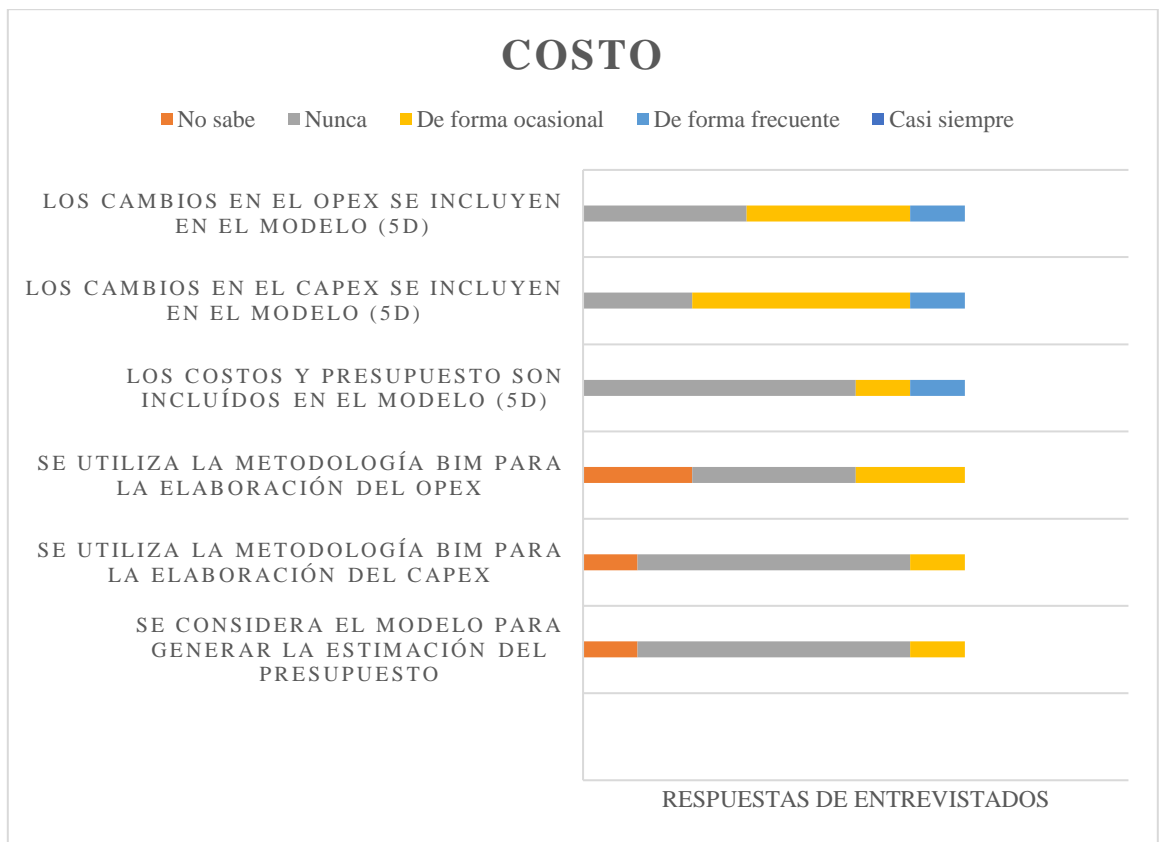 COSTO
No sabe Nunca De forma ocasional De forma frecuente Casi siempre
LOS CAMBIOS EN EL OPEX SE INCLUYEN
EN EL MODELO (5D)
LOS CAMBIOS EN EL CAPEX SE INCLUYEN
EN EL MODELO (5D)
LOS COSTOS Y PRESUPUESTO SON
INCLUÍDOS EN EL MODELO (5D)
SE UTILIZA LA METODOLOGÍA BIM PARA
LA ELABORACIÓN DEL OPEX
SE UTILIZA LA METODOLOGÍA BIM PARA
LA ELABORACIÓN DEL CAPEX
SE CONSIDERA EL MODELO PARA
GENERAR LA ESTIMACIÓN DEL
PRESUPUESTO
RESPUESTAS DE ENTREVISTADOS